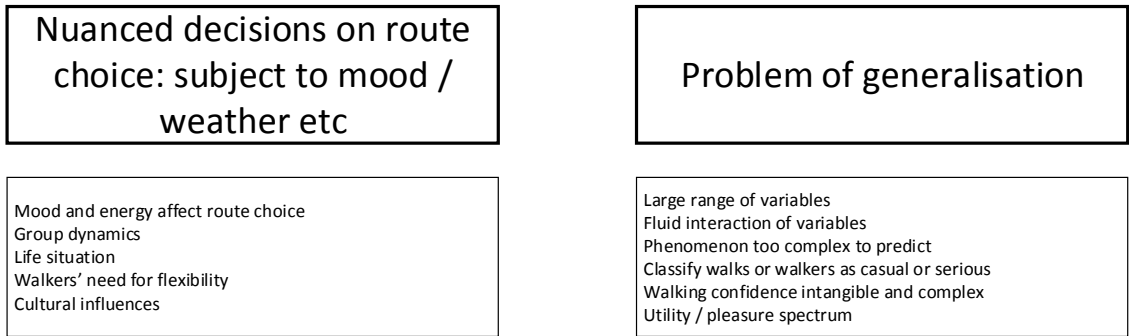 Nuanced decisions on route
choice: subject to mood /
weather etc
Problem of generalisation
Mood and energy affect route choice
Group dynamics
Life situation
Walkers’ need for flexibility
Cultural influences
Large range of variables
Fluid interaction of variables
Phenomenon too complex to predict
Classify walks or walkers as casual or serious
Walking confidence intangible and complex
Utility / pleasure spectrum